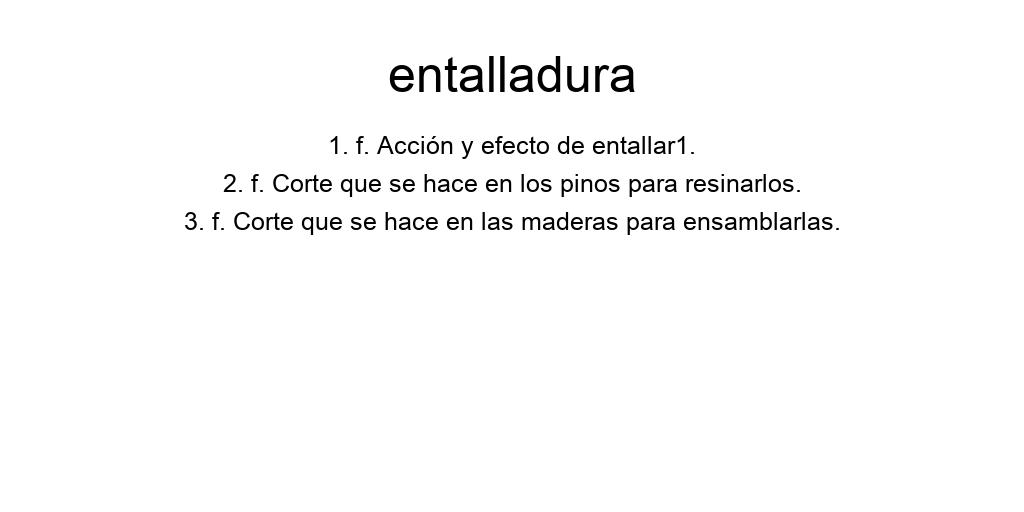 entalladura
1. f. Acción y efecto de entallar1.
2. f. Corte que se hace en los pinos para resinarlos.
3. f. Corte que se hace en las maderas para ensamblarlas.